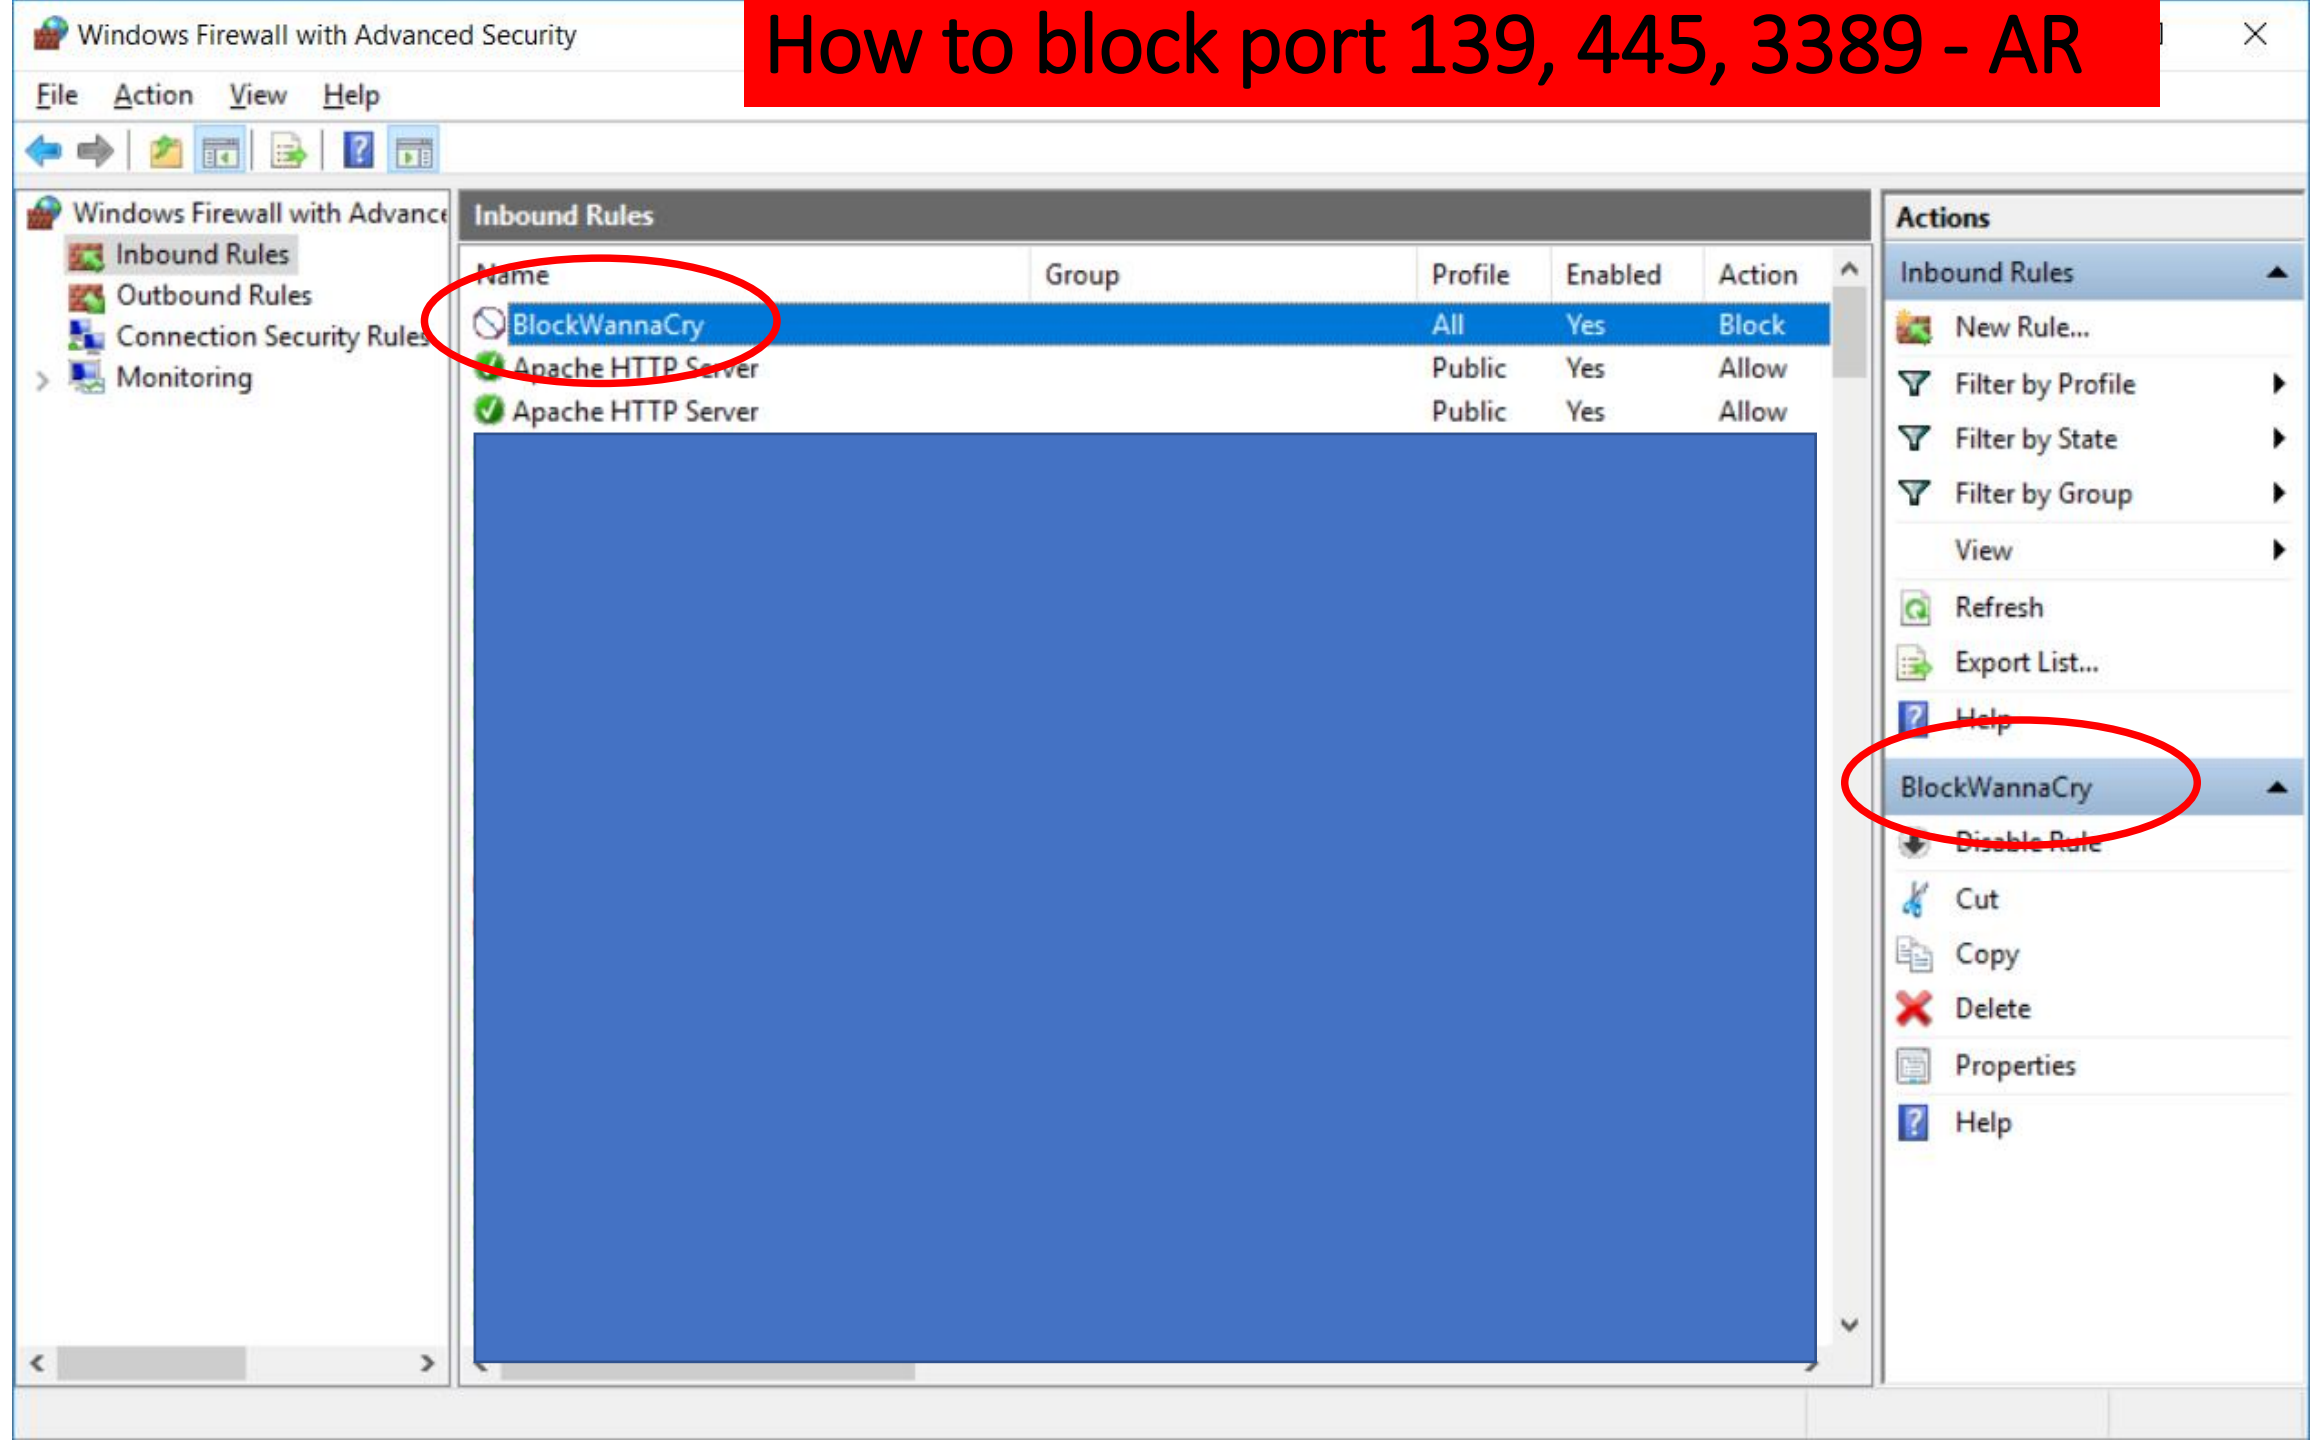 Windows Firewall with Advanced Security
How to block port 139, 445, 3389 - AR
File Action View Help
Windows Firewall with Advance
Inbound Rules
Outbound Rules
Connection Security Rules
Monitoring
Inbound Rules
Name Group Profile Enabled Action
BlockWannaCry All Yes Block
Apache HTTP Server Public Yes Allow
Apache HTTP Server Public Yes Allow
Actions
Inbound Rules
New Rule...
Filter by Profile
Filter by State
Filter by Group
View
Refresh
Export List...
Help
BlockWannaCry
Disable Rule
Cut
Copy
Delete
Properties
Help